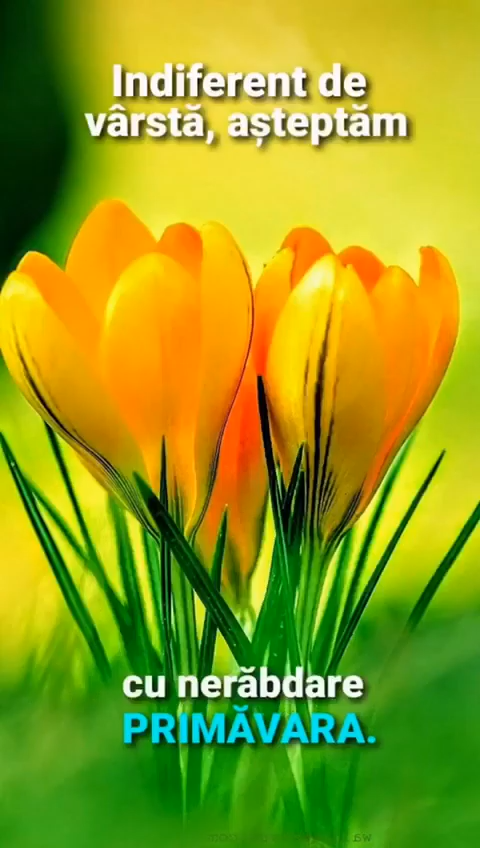 Indiferent de
vârstă, așteptăm
cu nerăbdare
PRIMĂVARA.